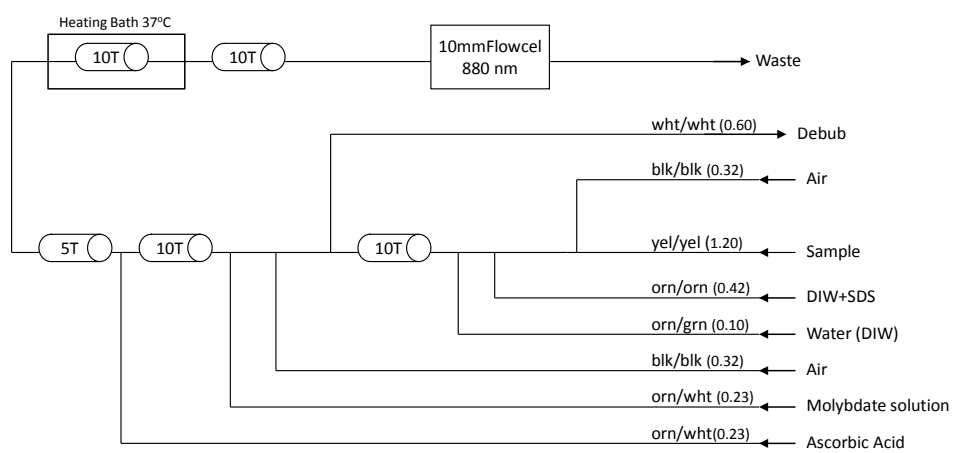 Heating Bath 37°C
10T
10T
10mmFlowcel
880 nm
Waste
wht/wht (0.60)
Debub
blk/blk (0.32)
Air
5T
10T
10T
yel/yel (1.20)
Sample
orn/orn (0.42)
DIW+SDS
orn/grn (0.10)
Water (DIW)
blk/blk (0.32)
Air
orn/wht (0.23)
Molybdate solution
orn/wht(0.23)
Ascorbic Acid